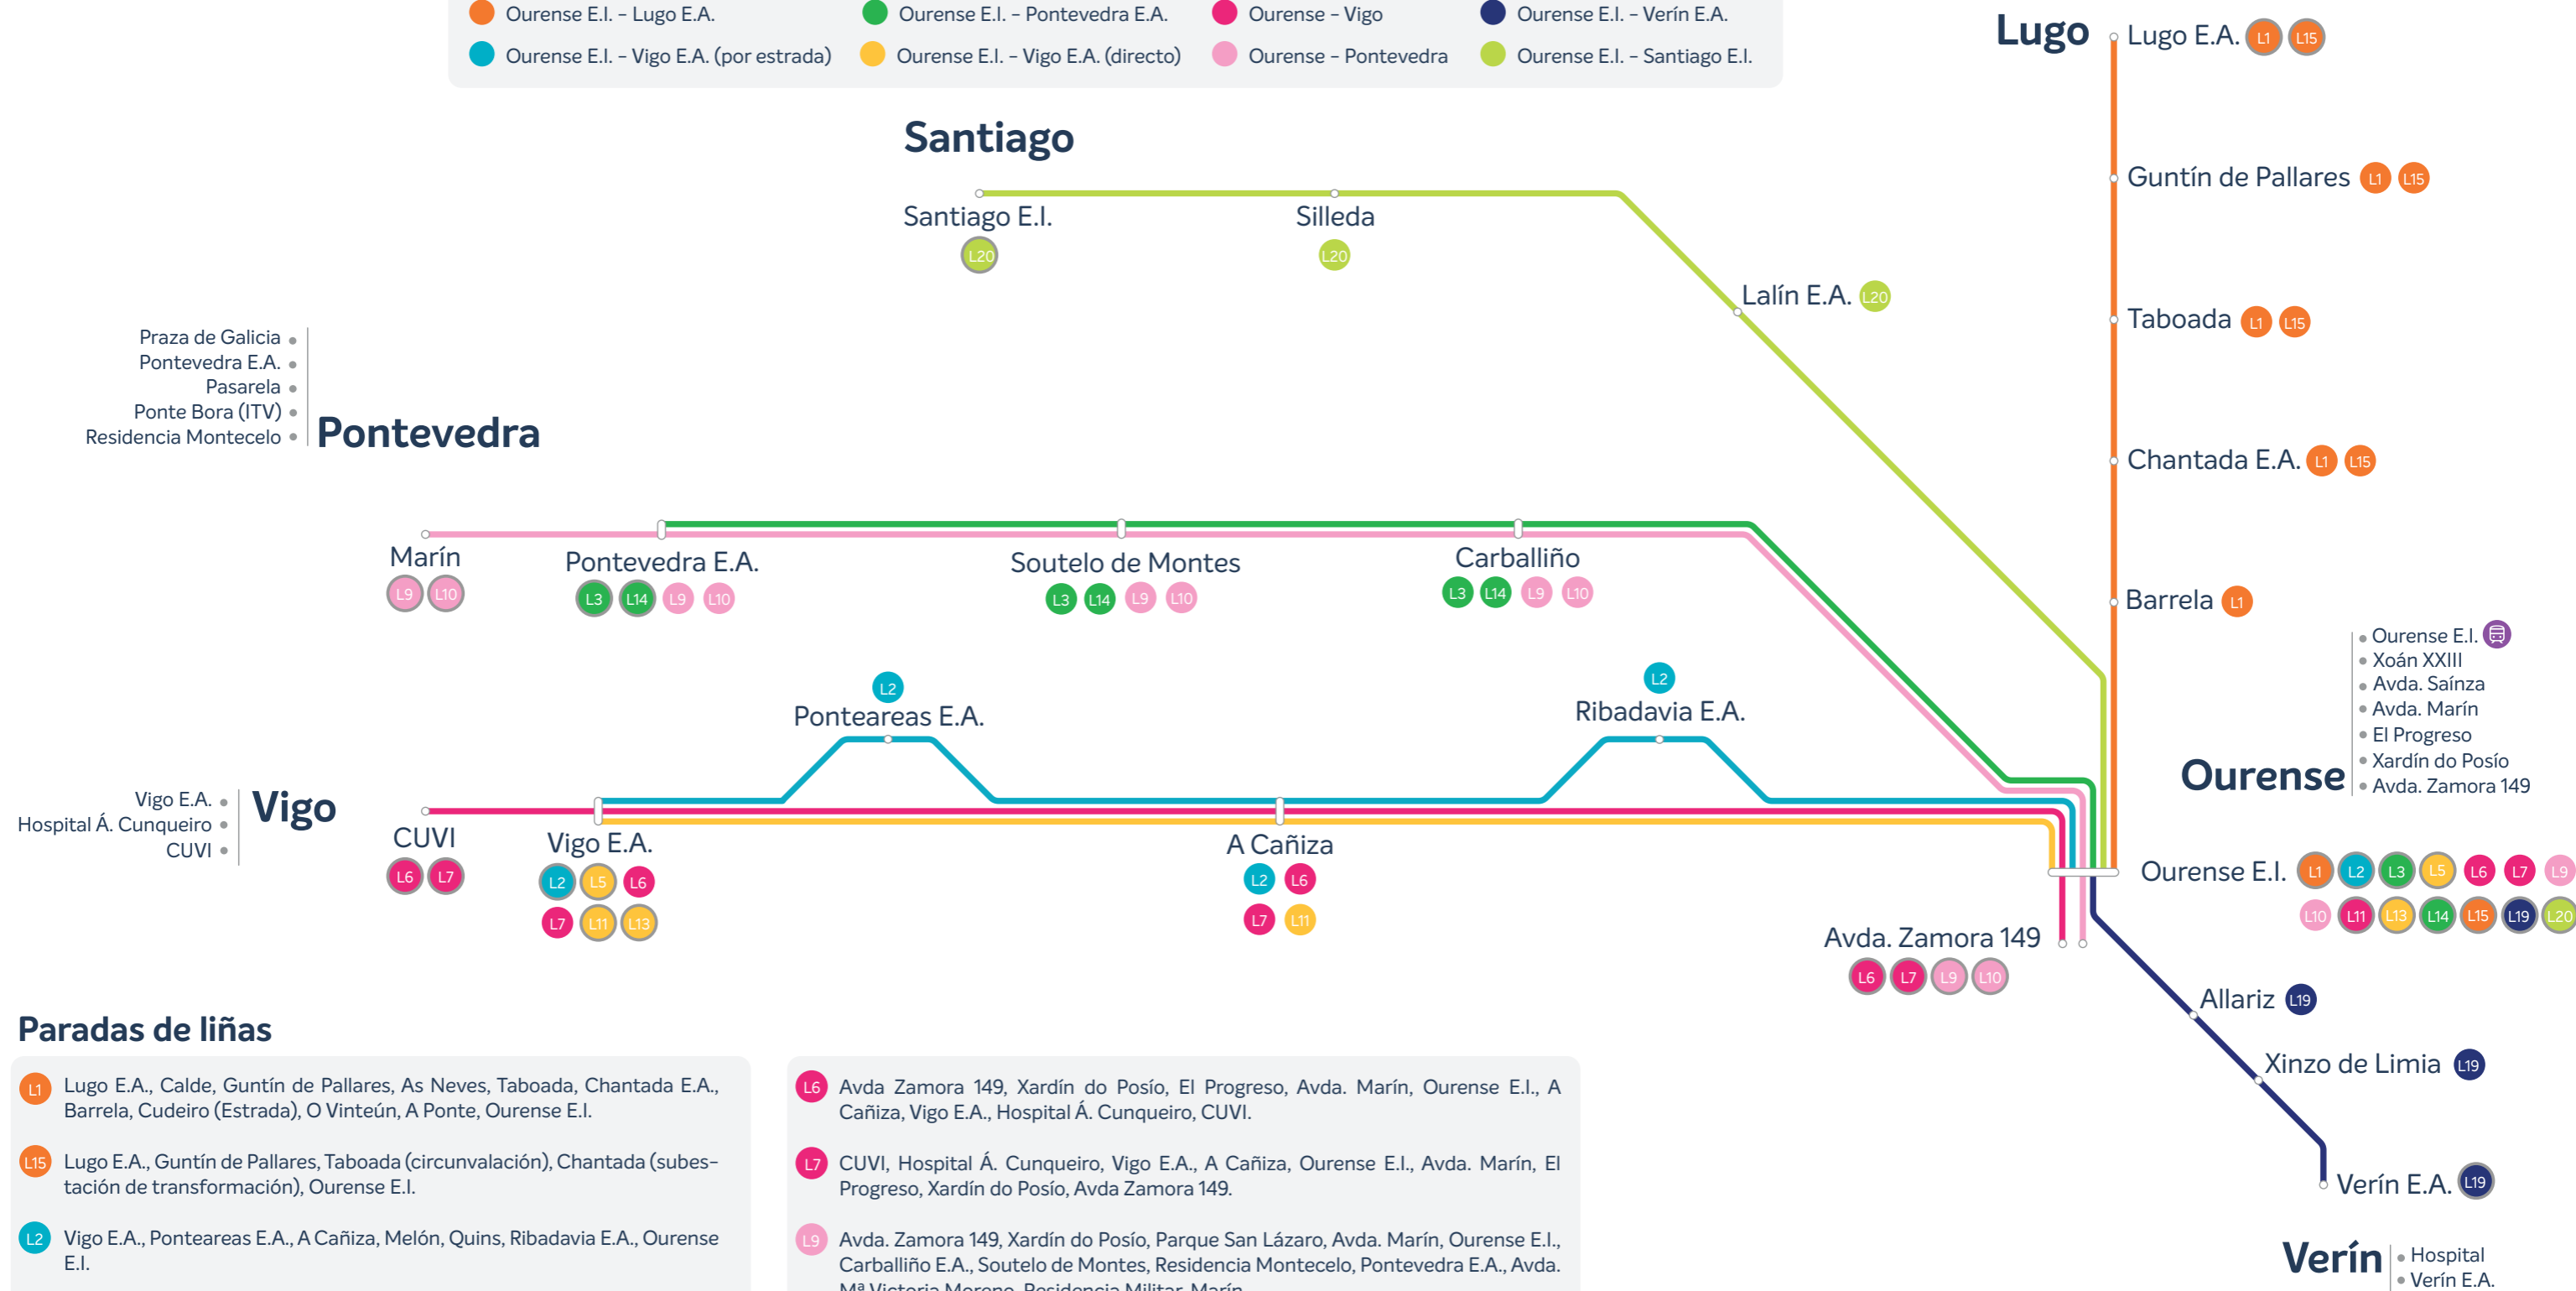 Ourense E.I. - Lugo E.A.
Ourense E.I. - Pontevedra E.A.
Ourense - Vigo
Ourense E.I. - Verín E.A.
Ourense E.I. - Vigo E.A. (por estrada)
Ourense E.I. - Vigo E.A. (directo)
Ourense - Pontevedra
Ourense E.I. - Santiago E.I.
Lugo
Lugo E.A. L1 L15
Guntín de Pallares L1 L15
Taboada L1 L15
Chantada E.A. L1 L15
Barrela L1
Santiago
Santiago E.I.
L20
Silleda
L20
Lalín E.A. L20
Praza de Galicia
Pontevedra E.A.
Pasarela
Ponte Bora (ITV)
Residencia Montecelo
Pontevedra
Marín
L9 L10
Pontevedra E.A.
L3 L14 L9 L10
Soutelo de Montes
L3 L14 L9 L10
Carballiño
L3 L14 L9 L10
L2
Ponteareas E.A.
L2
Ribadavia E.A.
Vigo E.A.
Hospital Á. Cunqueiro
CUVI
Vigo
CUVI
L6 L7
Vigo E.A.
L2 L5 L6
L7 L11 L13
A Cañiza
L2 L6
L7 L11
Ourense E.I.
Xoán XXIII
Avda. Saínza
Avda. Marín
El Progreso
Xardín do Posío
Avda. Zamora 149
Ourense
Ourense E.I. L1 L2 L3 L5 L6 L7 L9
L10 L11 L13 L14 L15 L19 L20
Avda. Zamora 149
L6 L7 L9 L10
Allariz L19
Xinzo de Limia L19
Verín E.A. L19
Verín
Hospital
Verín E.A.
Paradas de liñas
L1 Lugo E.A., Calde, Guntín de Pallares, As Neves, Taboada, Chantada E.A.,
Barrela, Cudeiro (Estrada), O Vinteún, A Ponte, Ourense E.I.
L15 Lugo E.A., Guntín de Pallares, Taboada (circunvalación), Chantada (subes-
tación de transformación), Ourense E.I.
L2 Vigo E.A., Ponteareas E.A., A Cañiza, Melón, Quins, Ribadavia E.A., Ourense
E.I.
L6 Avda Zamora 149, Xardín do Posío, El Progreso, Avda. Marín, Ourense E.I., A
Cañiza, Vigo E.A., Hospital Á. Cunqueiro, CUVI.
L7 CUVI, Hospital Á. Cunqueiro, Vigo E.A., A Cañiza, Ourense E.I., Avda. Marín, El
Progreso, Xardín do Posío, Avda Zamora 149.
L9 Avda. Zamora 149, Xardín do Posío, Parque San Lázaro, Avda. Marín, Ourense E.I.,
Carballiño E.A., Soutelo de Montes, Residencia Montecelo, Pontevedra E.A., Avda.
Mª Victoria Moreno, Residencia Militar, Marín